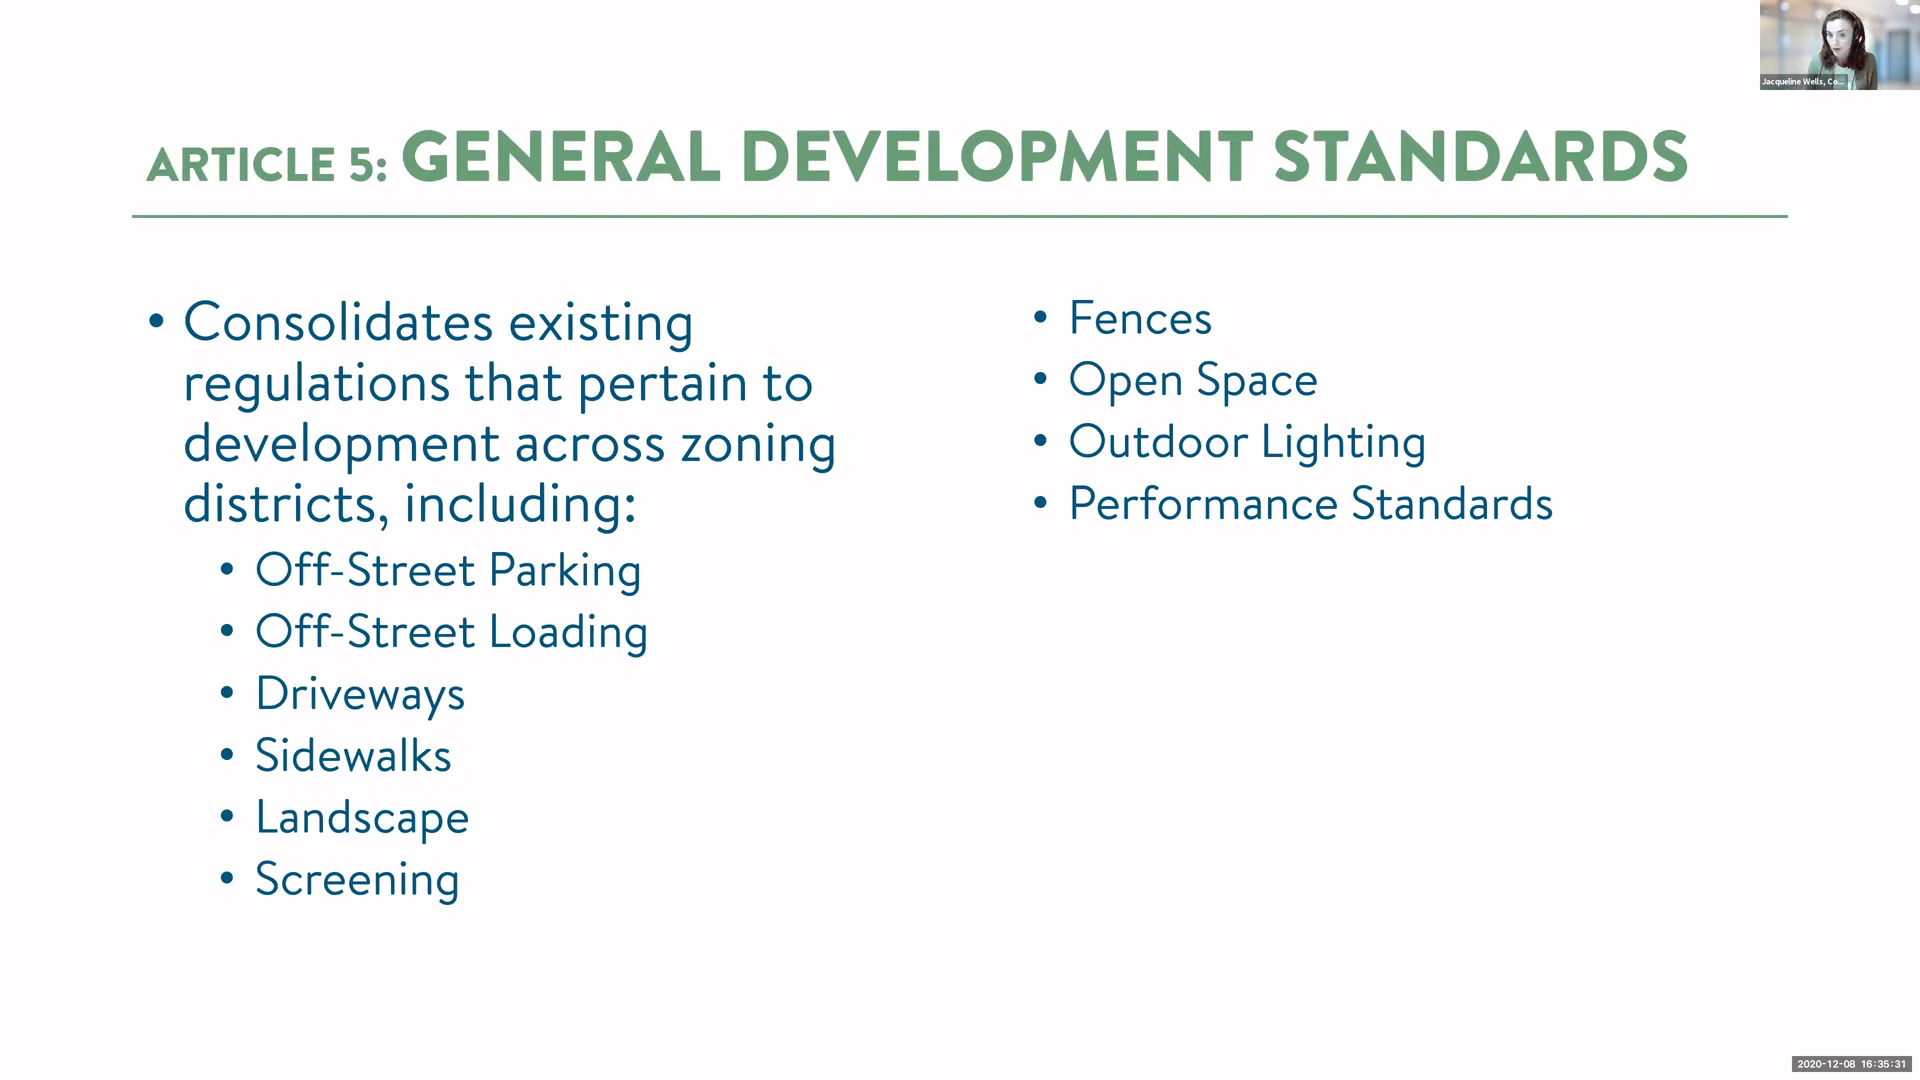 Jacqueline Wells, Co...
ARTICLE 5: GENERAL DEVELOPMENT STANDARDS
• Consolidates existing
regulations that pertain to
development across zoning
districts, including:
• Off-Street Parking
• Off-Street Loading
• Driveways
• Sidewalks
• Landscape
• Screening
• Fences
• Open Space
• Outdoor Lighting
• Performance Standards
2020-12-08 16:35:31